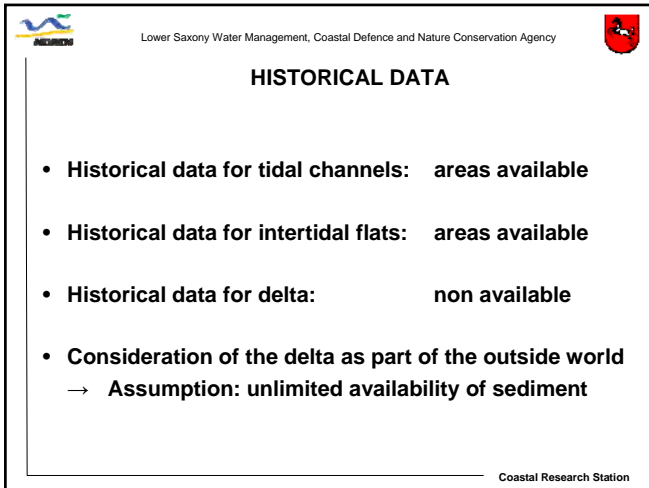 Lower Saxony Water Management, Coastal Defence and Nature Conservation Agency
HISTORICAL DATA
• Historical data for tidal channels: areas available
• Historical data for intertidal flats: areas available
• Historical data for delta: non available
• Consideration of the delta as part of the outside world
→ Assumption: unlimited availability of sediment
Coastal Research Station